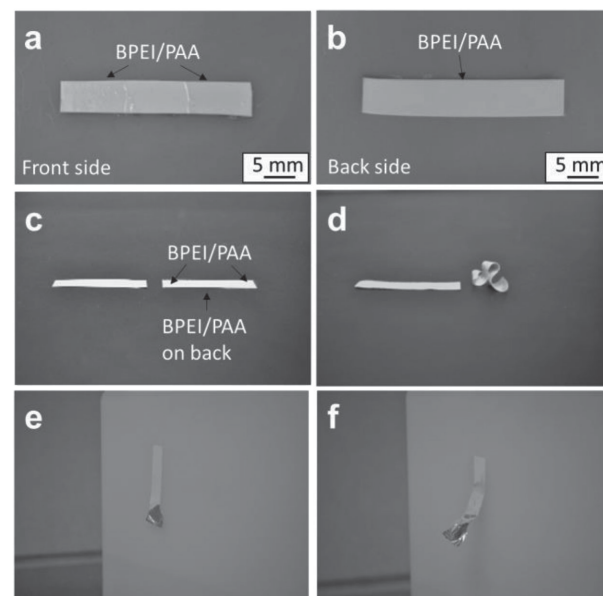 a
BPEI/PAA
Front side
5 mm
b
BPEI/PAA
Back side
5 mm
c
BPEI/PAA
BPEI/PAA
on back
d
e
f